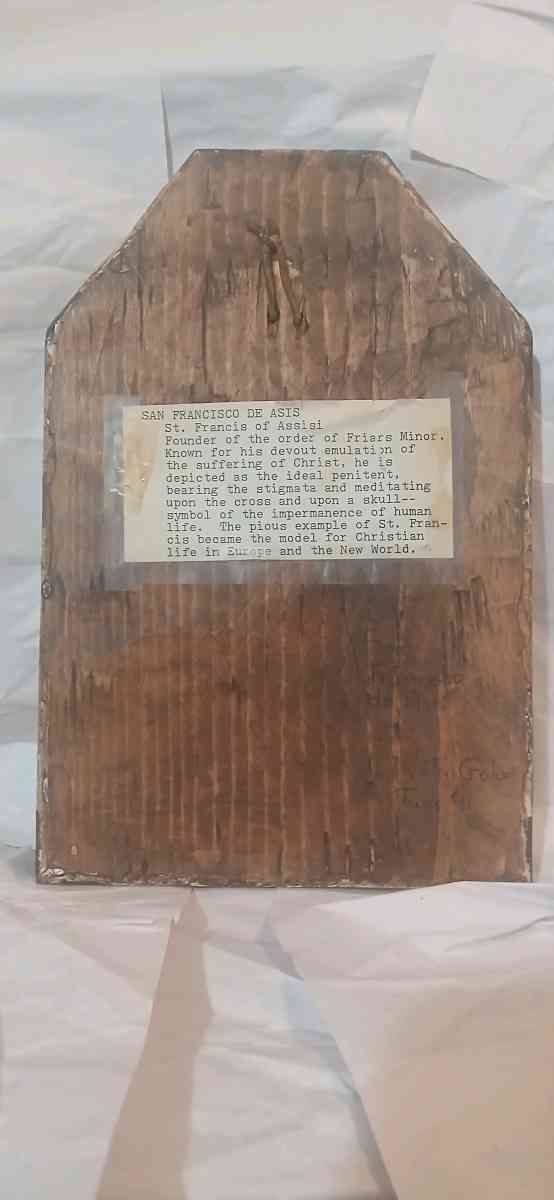 SAN FRANCISCO DE ASIS
St. Francis of Assisi
Founder of the order of Friars Minor.
Known for his devout emulation of
the suffering of Christ, he is
depicted as the ideal penitent,
bearing the stigmata and meditating
upon the cross and upon a skull--
symbol of the impermanence of human
life. The pious example of St. Fran-
cis became the model for Christian
life in Europe and the New World.